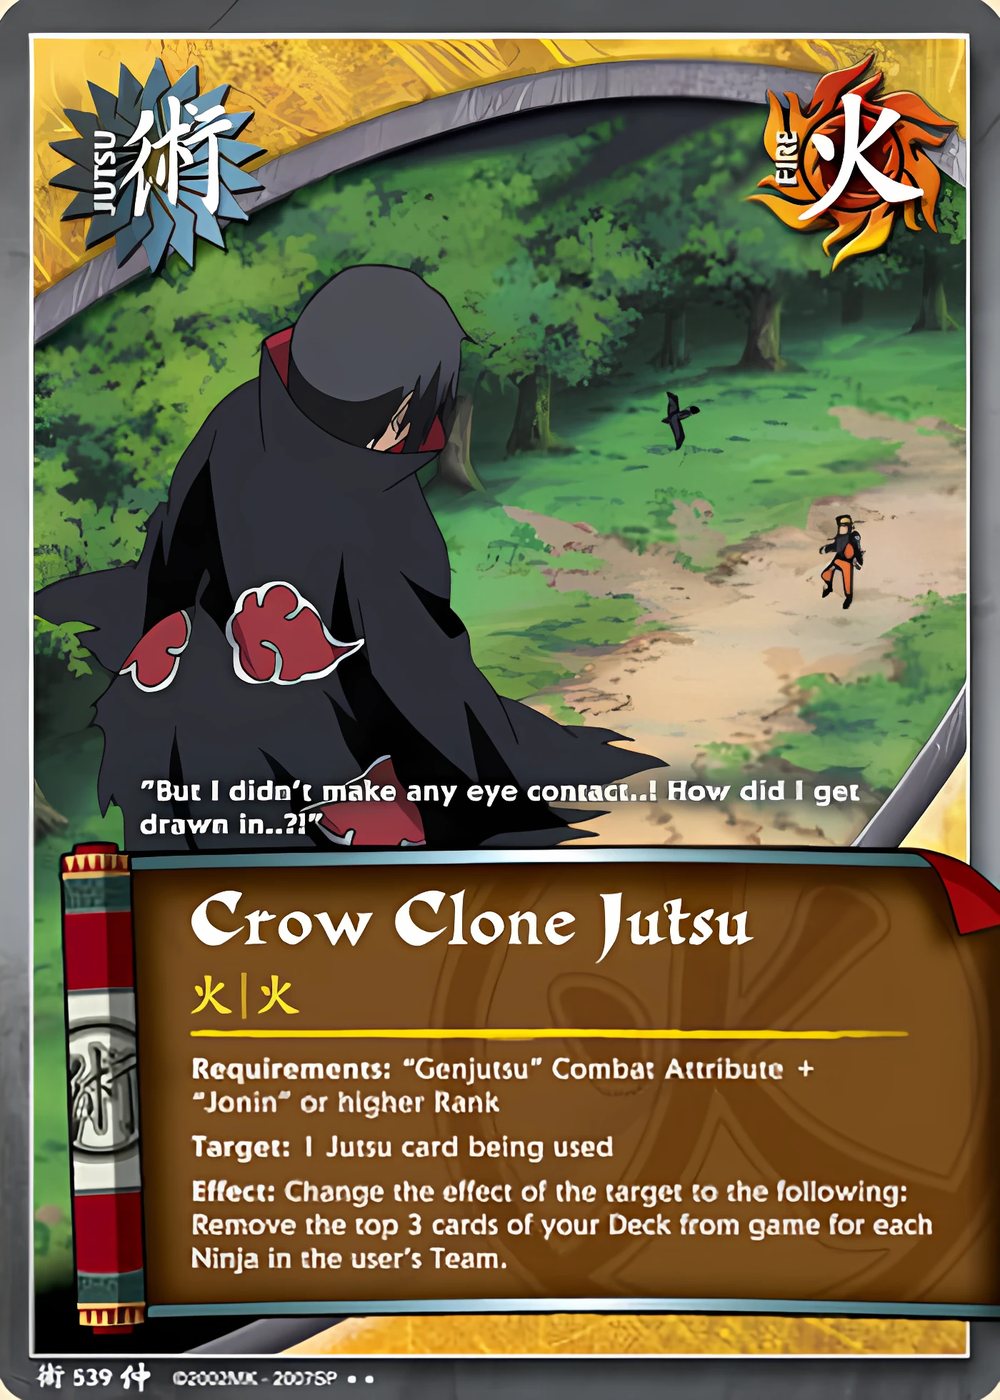 JUTSU 術
FIRE 火
"But I didn't make any eye contact..! How did I get
drawn in..?!"
Crow Clone Jutsu
火|火
Requirements: "Genjutsu" Combat Attribute +
"Jonin" or higher Rank
Target: 1 Jutsu card being used
Effect: Change the effect of the target to the following:
Remove the top 3 cards of your Deck from game for each
Ninja in the user's Team.
術
術 539 仲 ©2002MK - 2007SP ••